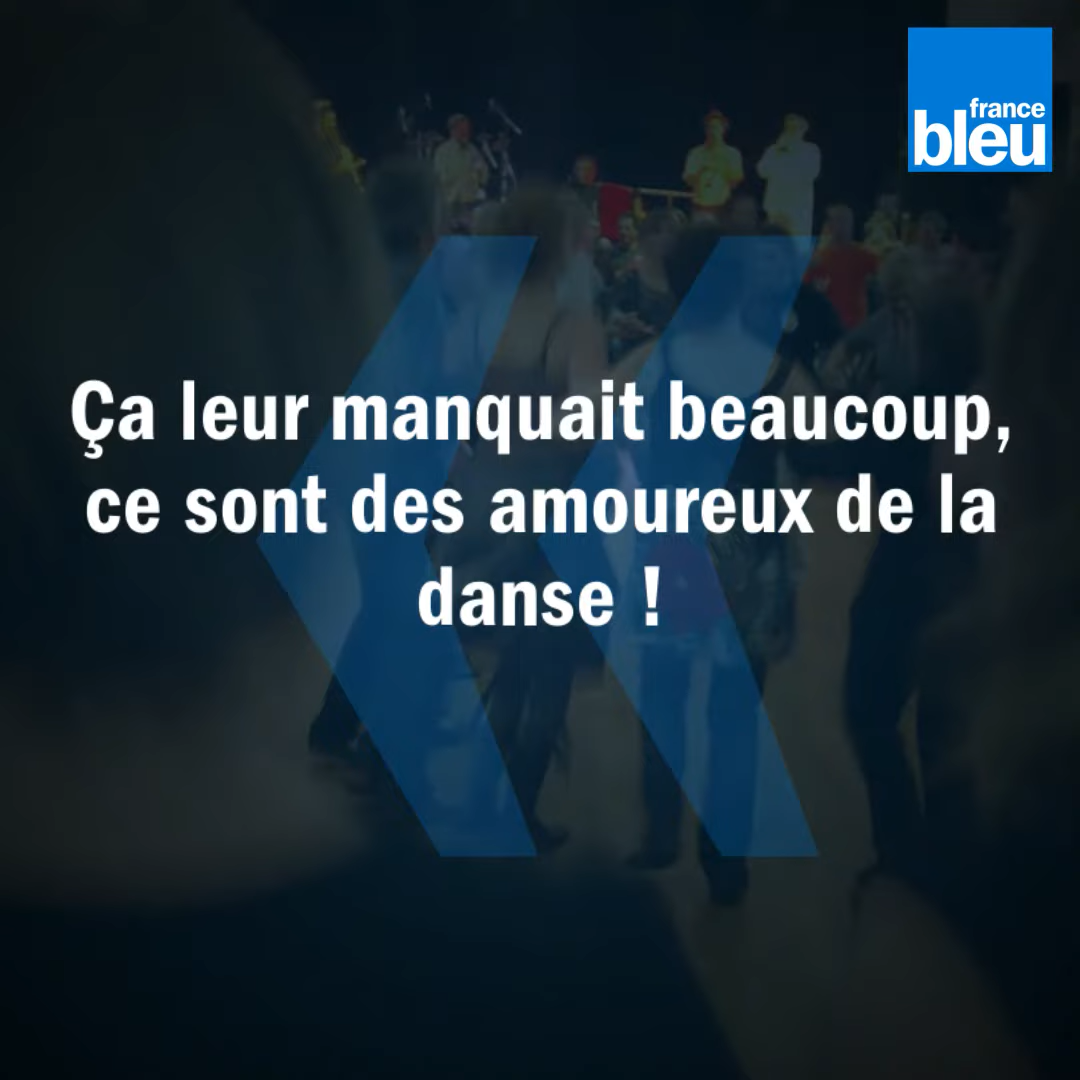 france
bleu
Ça leur manquait beaucoup,
ce sont des amoureux de la
danse !